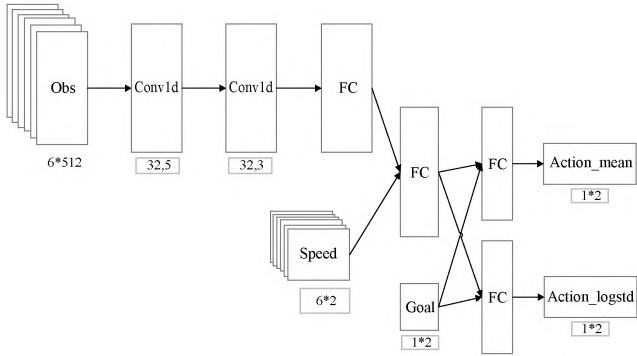 Obs
Conv1d
Conv1d
FC
6*512
32,5
32,3
FC
FC
Action_mean
1*2
Speed
6*2
Goal
1*2
FC
Action_logstd
1*2